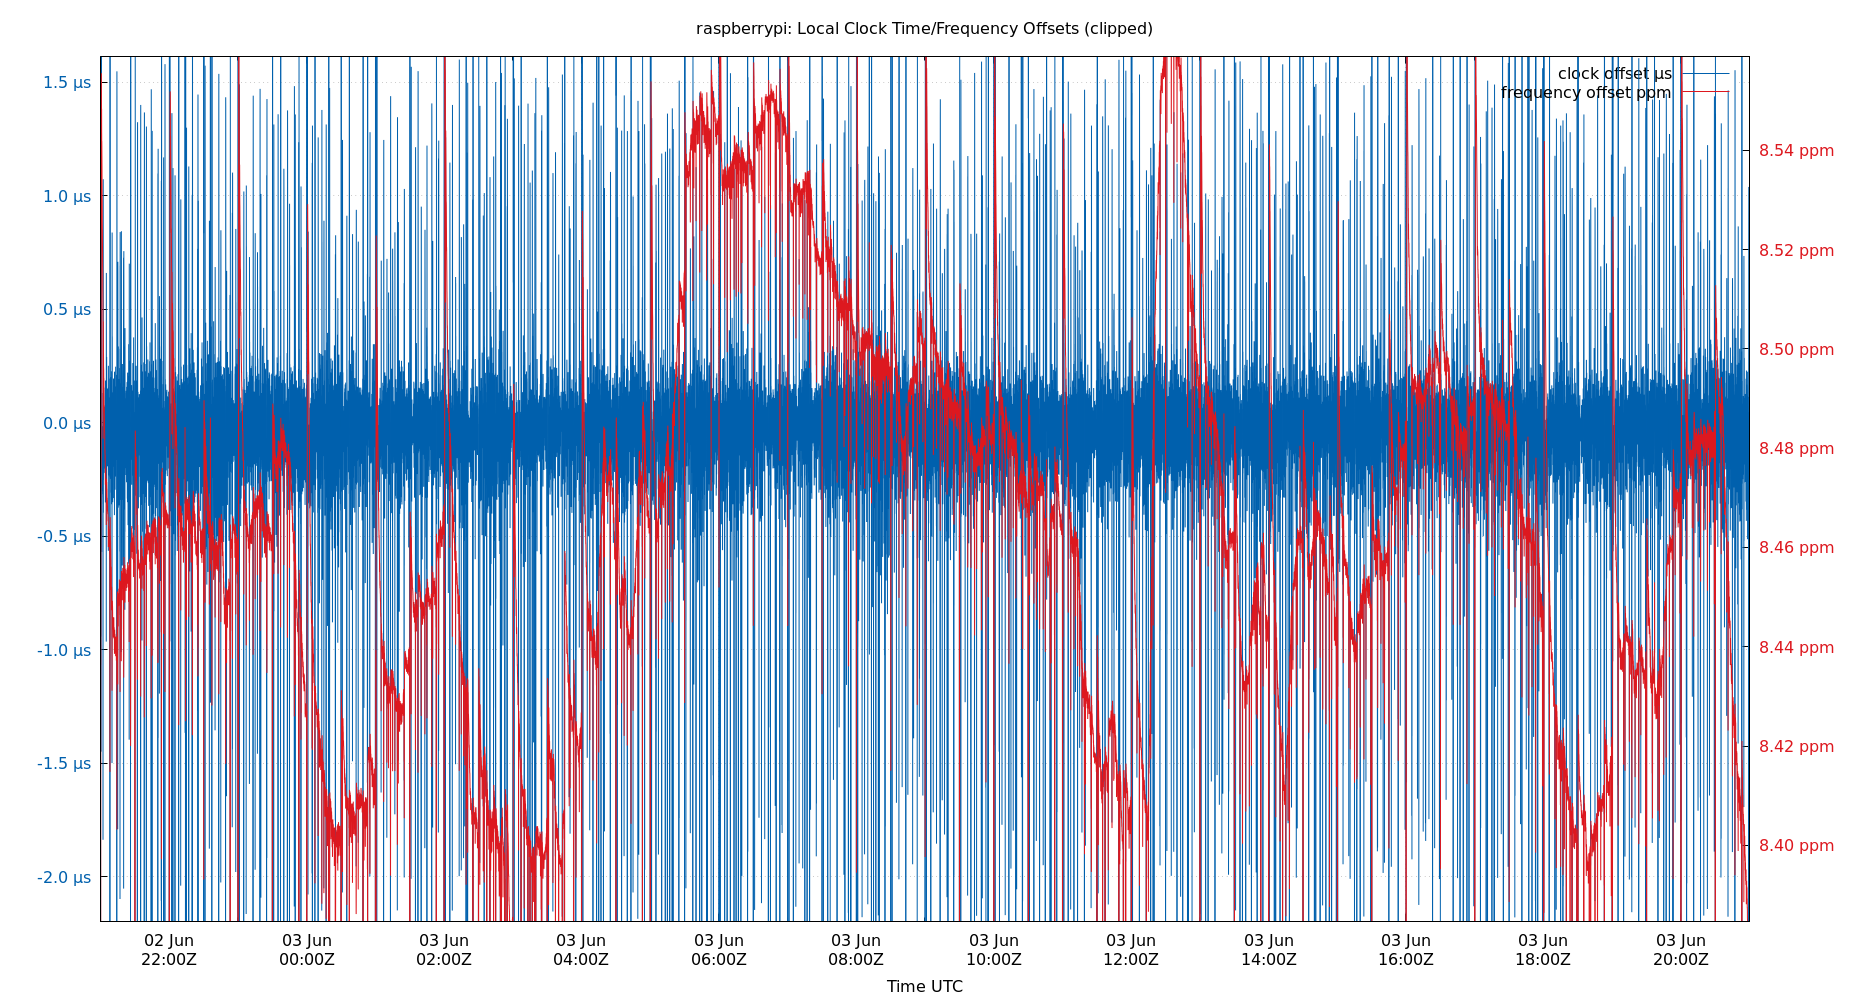 raspberrypi: Local Clock Time/Frequency Offsets (clipped)
clock offset µs
frequency offset ppm
1.5 µs
1.0 µs
0.5 µs
0.0 µs
-0.5 µs
-1.0 µs
-1.5 µs
-2.0 µs
8.54 ppm
8.52 ppm
8.50 ppm
8.48 ppm
8.46 ppm
8.44 ppm
8.42 ppm
8.40 ppm
02 Jun 03 Jun 03 Jun 03 Jun 03 Jun 03 Jun 03 Jun 03 Jun 03 Jun 03 Jun 03 Jun 03 Jun
22:00Z 00:00Z 02:00Z 04:00Z 06:00Z 08:00Z 10:00Z 12:00Z 14:00Z 16:00Z 18:00Z 20:00Z
Time UTC